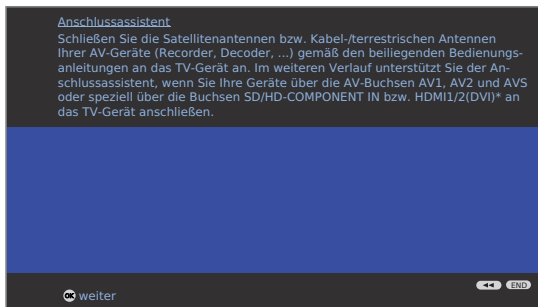 Anschlussassistent
Schließen Sie die Satellitenantennen bzw. Kabel-/terrestrischen Antennen
Ihrer AV-Geräte (Recorder, Decoder, ...) gemäß den beiliegenden Bedienungs-
anleitungen an das TV-Gerät an. Im weiteren Verlauf unterstützt Sie der An-
schlussassistent, wenn Sie Ihre Geräte über die AV-Buchsen AV1, AV2 und AVS
oder speziell über die Buchsen SD/HD-COMPONENT IN bzw. HDMI1/2(DVI)* an
das TV-Gerät anschließen.
END
OK weiter